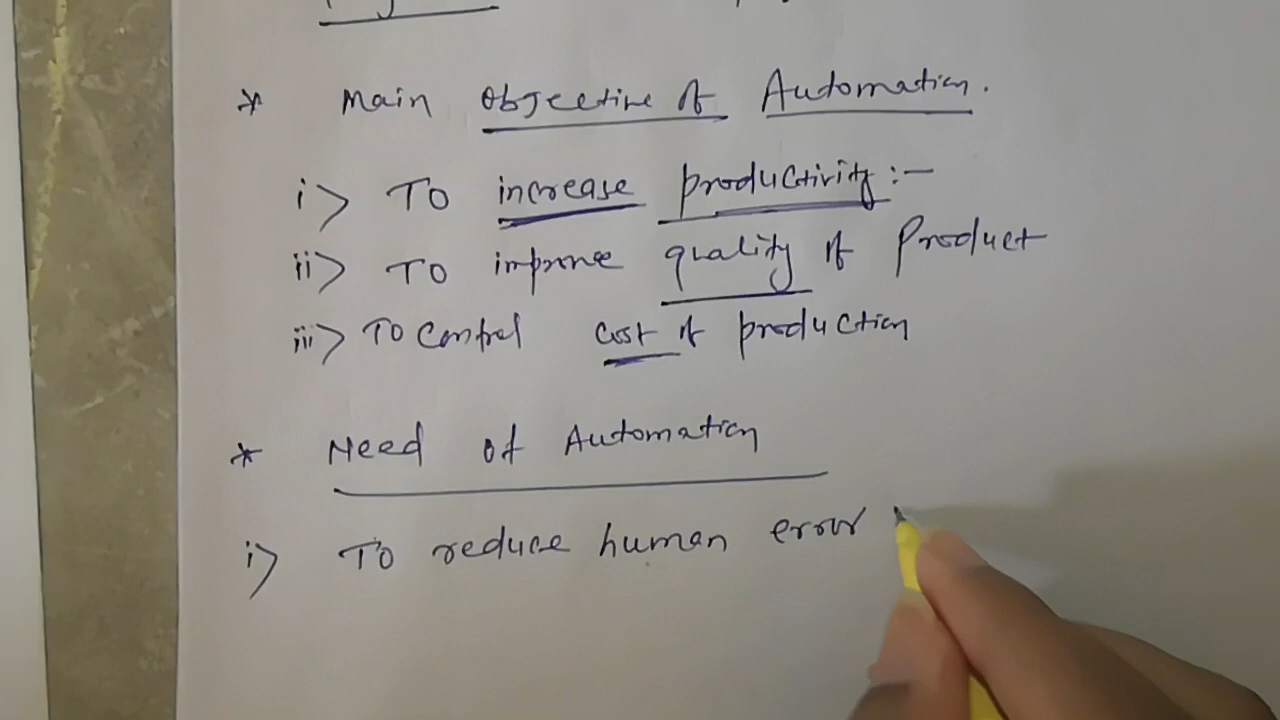 * Main Objective of Automation.
i> To increase productivity :-
ii> To improve quality of Product
iii> To Control Cost of production
* Need of Automation
i> To reduce human error